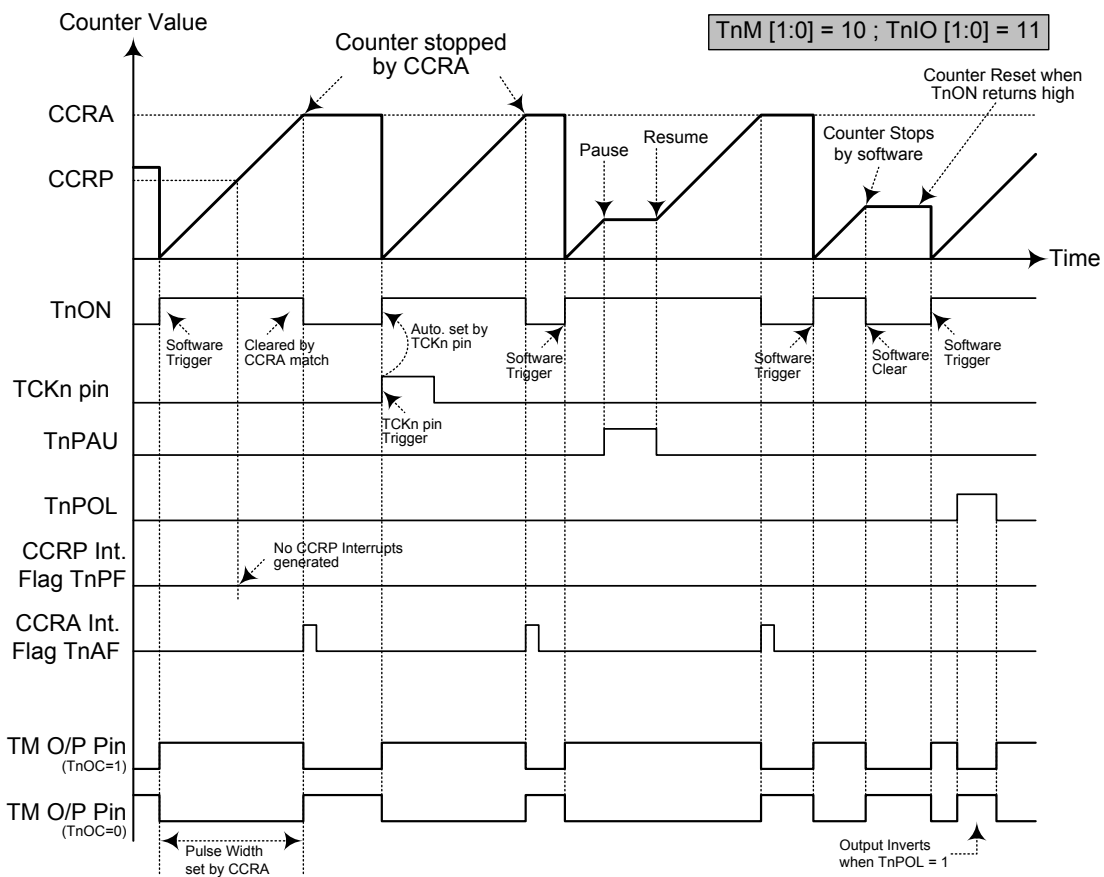 Counter Value
TnM [1:0] = 10 ; TnIO [1:0] = 11
Counter stopped
by CCRA
Counter Reset when
TnON returns high
CCRA
Pause
Resume
Counter Stops
by software
CCRP
Time
TnON
Software
Trigger
Cleared by
CCRA match
Auto. set by
TCKn pin
Software
Trigger
Software
Trigger
Software
Clear
Software
Trigger
TCKn pin
TCKn pin
Trigger
TnPAU
TnPOL
CCRP Int.
Flag TnPF
No CCRP Interrupts
generated
CCRA Int.
Flag TnAF
TM O/P Pin
(TnOC=1)
TM O/P Pin
(TnOC=0)
Pulse Width
set by CCRA
Output Inverts
when TnPOL = 1